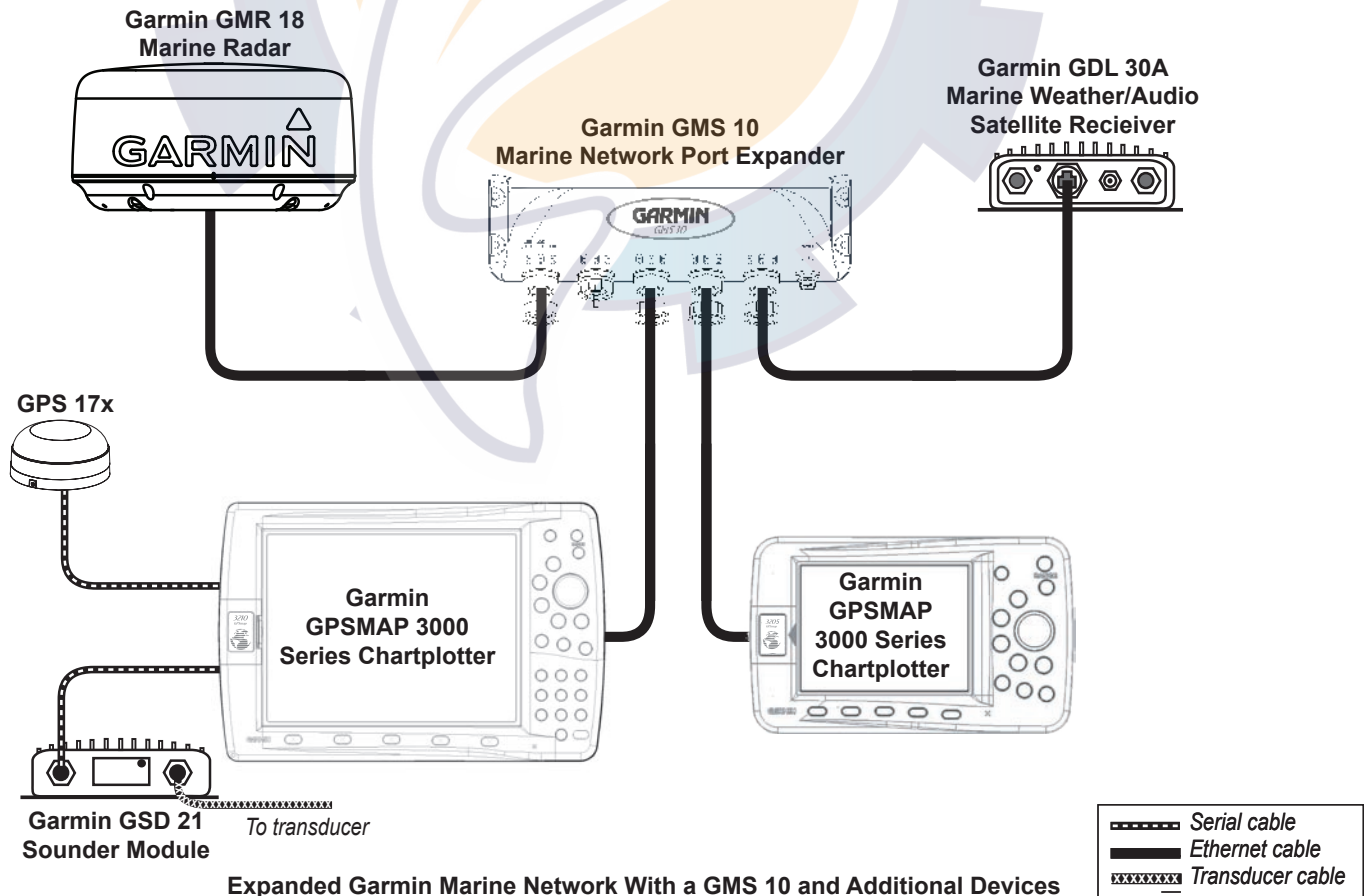 Garmin GMR 18
Marine Radar
GARMIN
Garmin GMS 10
Marine Network Port Expander
GARMIN
Garmin GDL 30A
Marine Weather/Audio
Satellite Recieiver
GPS 17x
3210
Garmin
GPSMAP 3000
Series Chartplotter
3205
Garmin
GPSMAP
3000 Series
Chartplotter
Garmin GSD 21
Sounder Module
To transducer
Serial cable
Ethernet cable
Transducer cable
Expanded Garmin Marine Network With a GMS 10 and Additional Devices